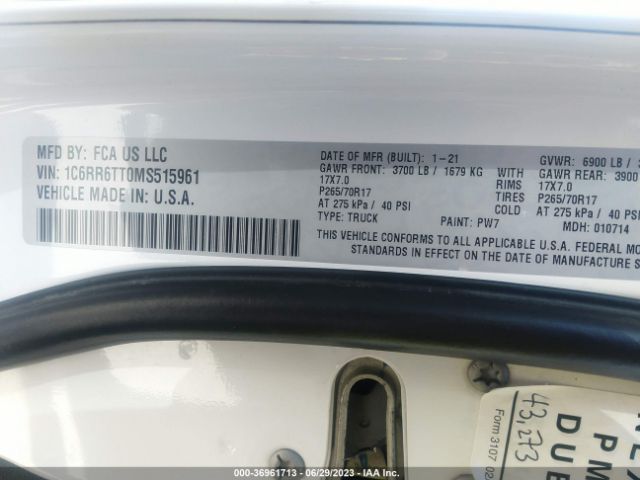 MFD BY: FCA US LLC
VIN: 1C6RR6TT0MS515961
VEHICLE MADE IN: U.S.A.
DATE OF MFR (BUILT): 1-21
GAWR FRONT: 3700 LB / 1679 KG
17X7.0
P265/70R17
AT 275 kPA / 40 PSI
TYPE: TRUCK
WITH
RIMS
TIRES
COLD
PAINT: PW7
GVWR: 6900 LB /
GAWR REAR: 3900
17X7.0
P265/70R17
AT 275 kPA / 40 PSI
MDH: 010714
THIS VEHICLE CONFORMS TO ALL APPLICABLE U.S.A. FEDERAL
STANDARDS IN EFFECT ON THE DATE OF MANUFACTURE
43,273
Form 3107
PM
DUE
Copart-36961713 / 06/29/2023 / IAA Inc.